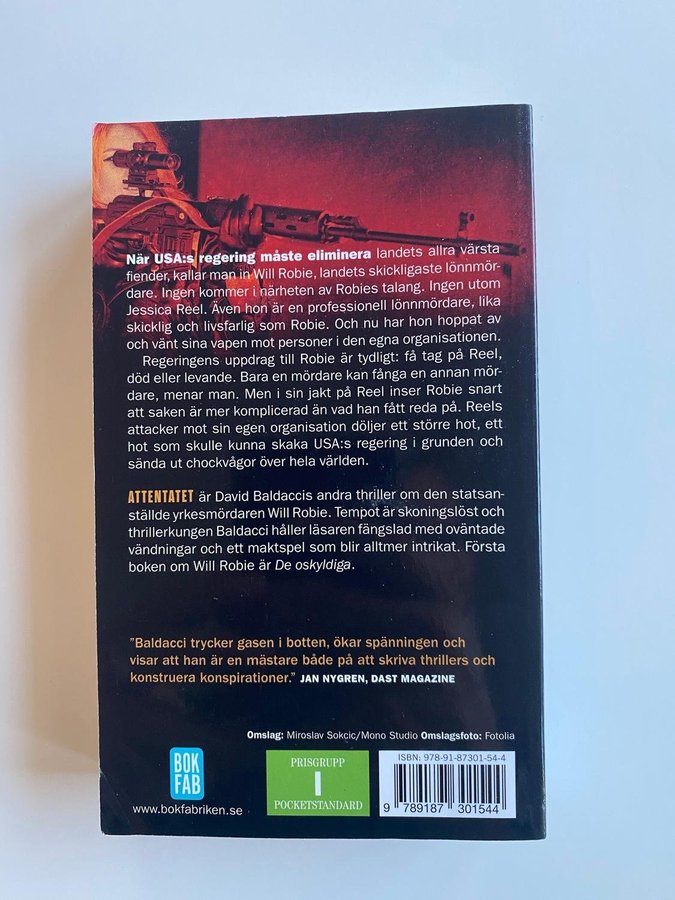 När USA:s regering måste eliminera landets allra värsta
fiender, kallar man in Will Robie, landets skickligaste lönnmör-
dare. Ingen kommer i närheten av Robies talang. Ingen utom
Jessica Reel. Även hon är en professionell lönnmördare, lika
skicklig och livsfarlig som Robie. Och nu har hon hoppat av
och vänt sina vapen mot personer i den egna organisationen.
Regeringens uppdrag till Robie är tydligt: få tag på Reel,
död eller levande. Bara en mördare kan fånga en annan mör-
dare, menar man. Men i sin jakt på Reel inser Robie snart
att saken är mer komplicerad än vad han fått reda på. Reels
attacker mot sin egen organisation döljer ett större hot, ett
hot som skulle kunna skaka USA:s regering i grunden och
sända ut chockvågor över hela världen.
ATTENTATET är David Baldaccis andra thriller om den statsan-
ställde yrkesmördaren Will Robie. Tempot är skoningslöst och
thrillerkungen Baldacci håller läsaren fängslad med oväntade
vändningar och ett maktspel som blir alltmer intrikat. Första
boken om Will Robie är De oskyldiga.
"Baldacci trycker gasen i botten, ökar spänningen och
visar att han är en mästare både på att skriva thrillers och
konstruera konspirationer." JAN NYGREN, DAST MAGAZINE
Omslag: Miroslav Sokcic/Mono Studio Omslagsfoto: Fotolia
BOK
FAB
www.bokfabriken.se
PRISGRUPP
I
POCKETSTANDARD
ISBN: 978-91-87301-54-4
9 789187 301544